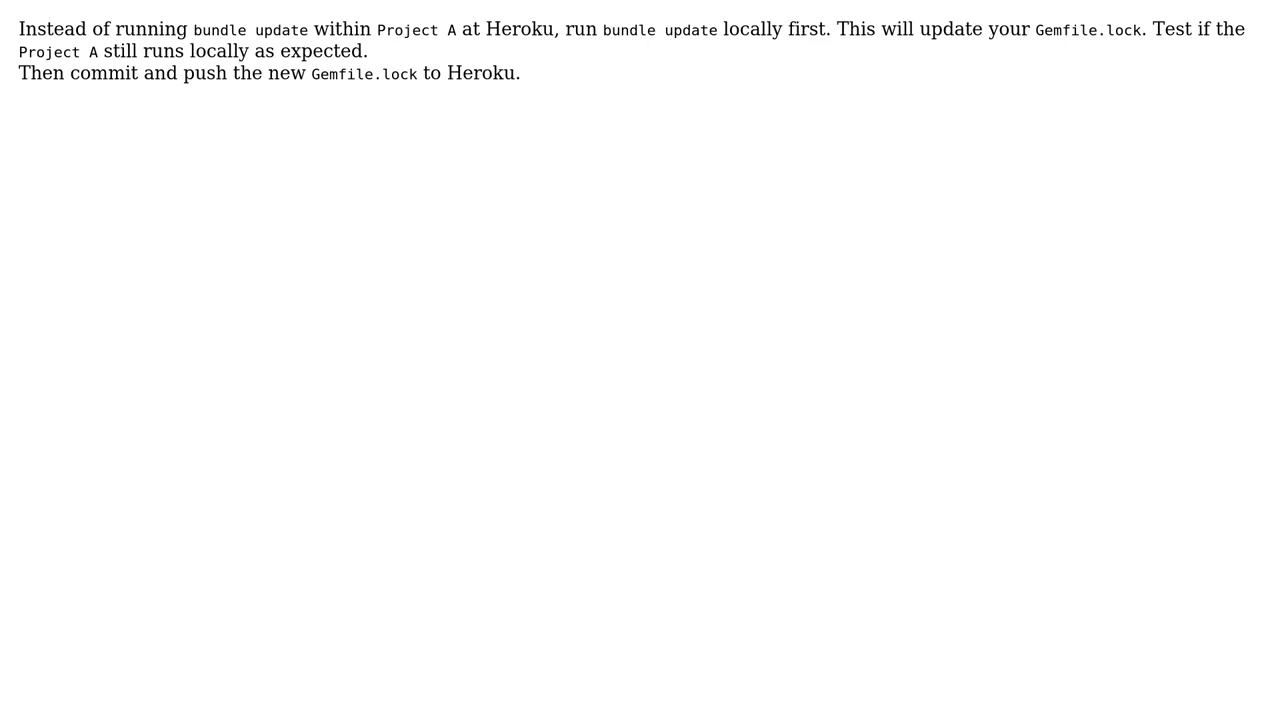 Instead of running bundle update within Project A at Heroku, run bundle update locally first. This will update your Gemfile.lock. Test if the
Project A still runs locally as expected.
Then commit and push the new Gemfile.lock to Heroku.